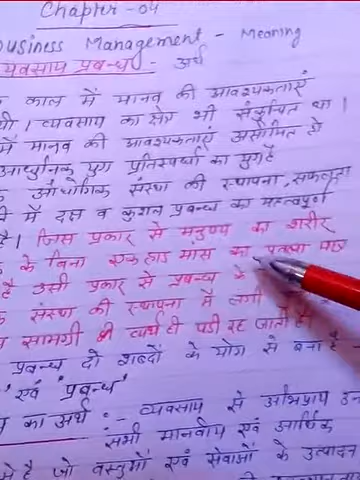 Chapter - 04
Business Management - Meaning
व्यवसाय प्रबन्ध - अर्थ
काल में मानव की आवश्यकताएं
थी । व्यवसाय का क्षेत्र भी संकुचित था ।
में मानव की आवश्यकताएं असीमित हो
आधुनिक युग प्रतिस्पर्धा का युग है
औधोगिक संस्था की स्थापना, सफलता
में दक्ष व कुशल प्रबन्ध का महत्वपूर्ण
है । जिस प्रकार से मनुष्य का शरीर
के बिना एक हाड मांस का पुतला मात्र
है उसी प्रकार से प्रबन्ध के
संस्था की स्थापना में लगी
सामग्री भी व्यर्थ ही पडी रह जाती है
प्रबन्ध दो शब्दों के योग से बना है -
' एवं 'प्रबन्ध'
का अर्थ :- व्यवसाय से अभिप्राय उन
सभी मानवीय एवं आर्थिक
से है जो वस्तुओं एवं सेवाओं के उत्पादन